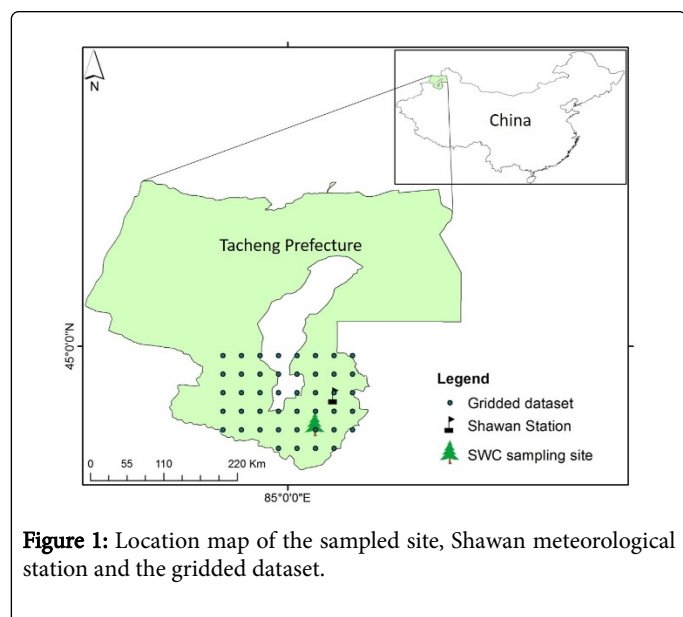 N
China
Tacheng Prefecture
45°0'0"N
Legend
Gridded dataset
Shawan Station
SWC sampling site
0 55 110 220 Km
85°0'0"E
Figure 1: Location map of the sampled site, Shawan meteorological
station and the gridded dataset.